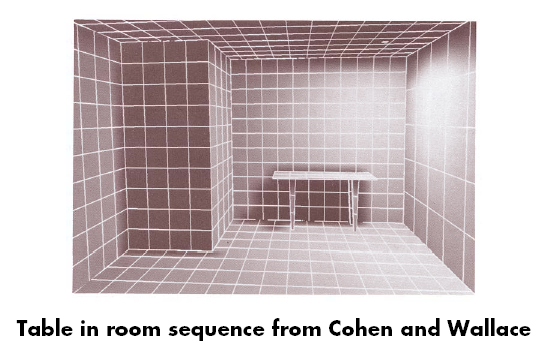 Table in room sequence from Cohen and Wallace